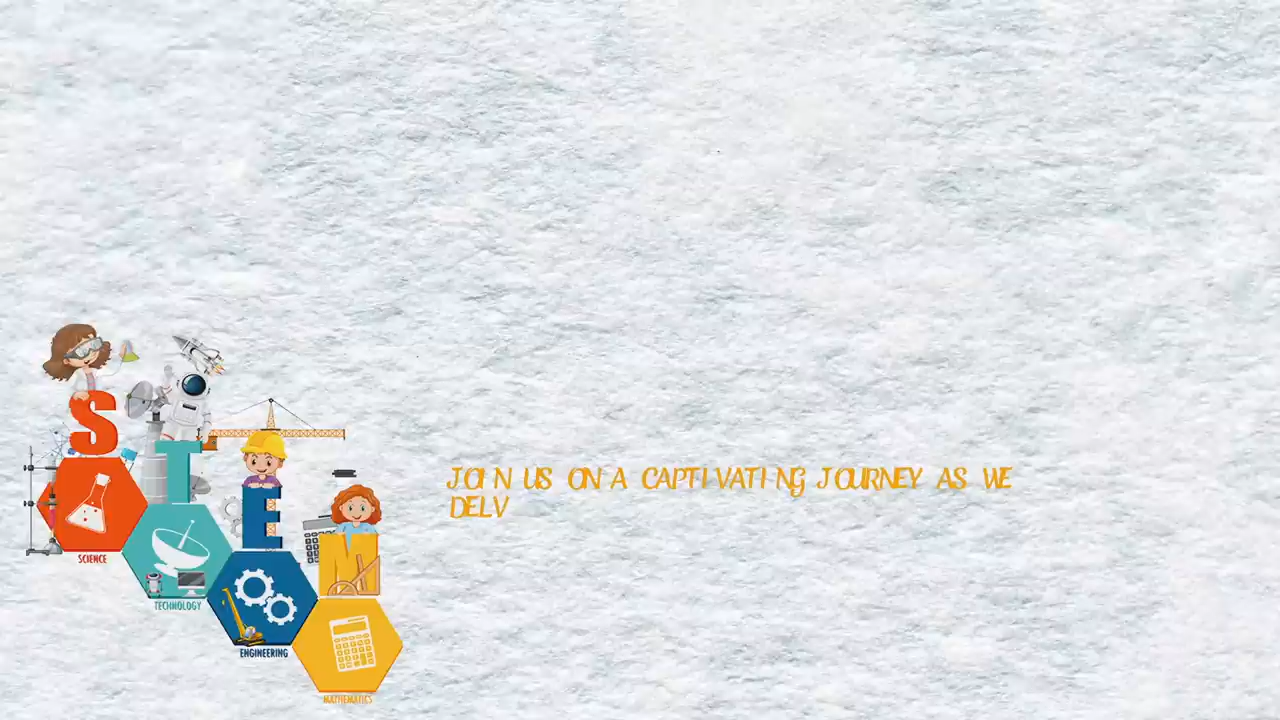 JOIN US ON A CAPTIVATING JOURNEY AS WE
DELV
S
T
E
M
SCIENCE
TECHNOLOGY
ENGINEERING
MATHEMATICS